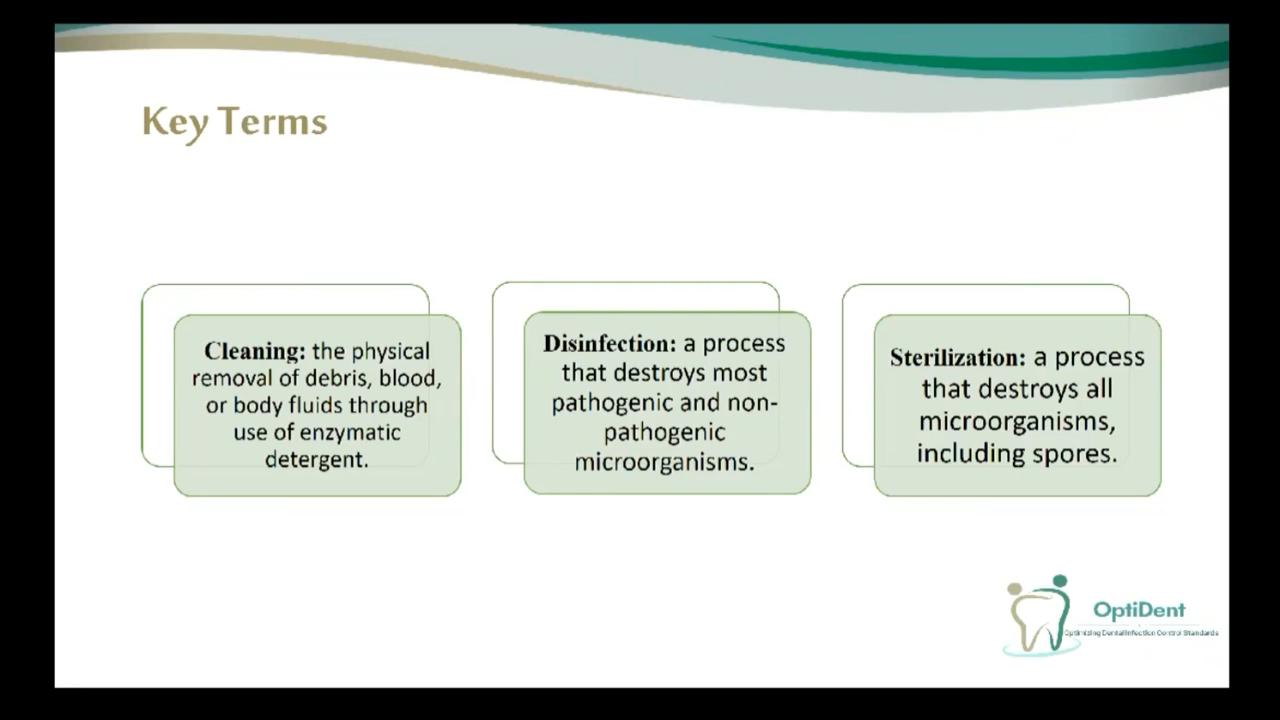 Key Terms
Cleaning: the physical
removal of debris, blood,
or body fluids through
use of enzymatic
detergent.
Disinfection: a process
that destroys most
pathogenic and non-
pathogenic
microorganisms.
Sterilization: a process
that destroys all
microorganisms,
including spores.
OptiDent
Optimizing Dental Infection Control Standards